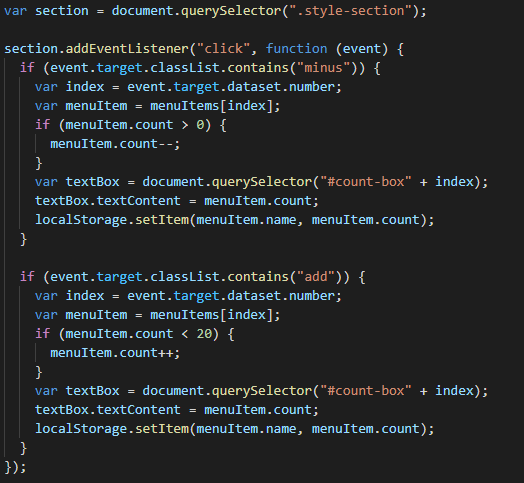 var section = document.querySelector(".style-section");

section.addEventListener("click", function (event) {
  if (event.target.classList.contains("minus")) {
    var index = event.target.dataset.number;
    var menuItem = menuItems[index];
    if (menuItem.count > 0) {
      menuItem.count--;
    }
    var textBox = document.querySelector("#count-box" + index);
    textBox.textContent = menuItem.count;
    localStorage.setItem(menuItem.name, menuItem.count);
  }

  if (event.target.classList.contains("add")) {
    var index = event.target.dataset.number;
    var menuItem = menuItems[index];
    if (menuItem.count < 20) {
      menuItem.count++;
    }
    var textBox = document.querySelector("#count-box" + index);
    textBox.textContent = menuItem.count;
    localStorage.setItem(menuItem.name, menuItem.count);
  }
});